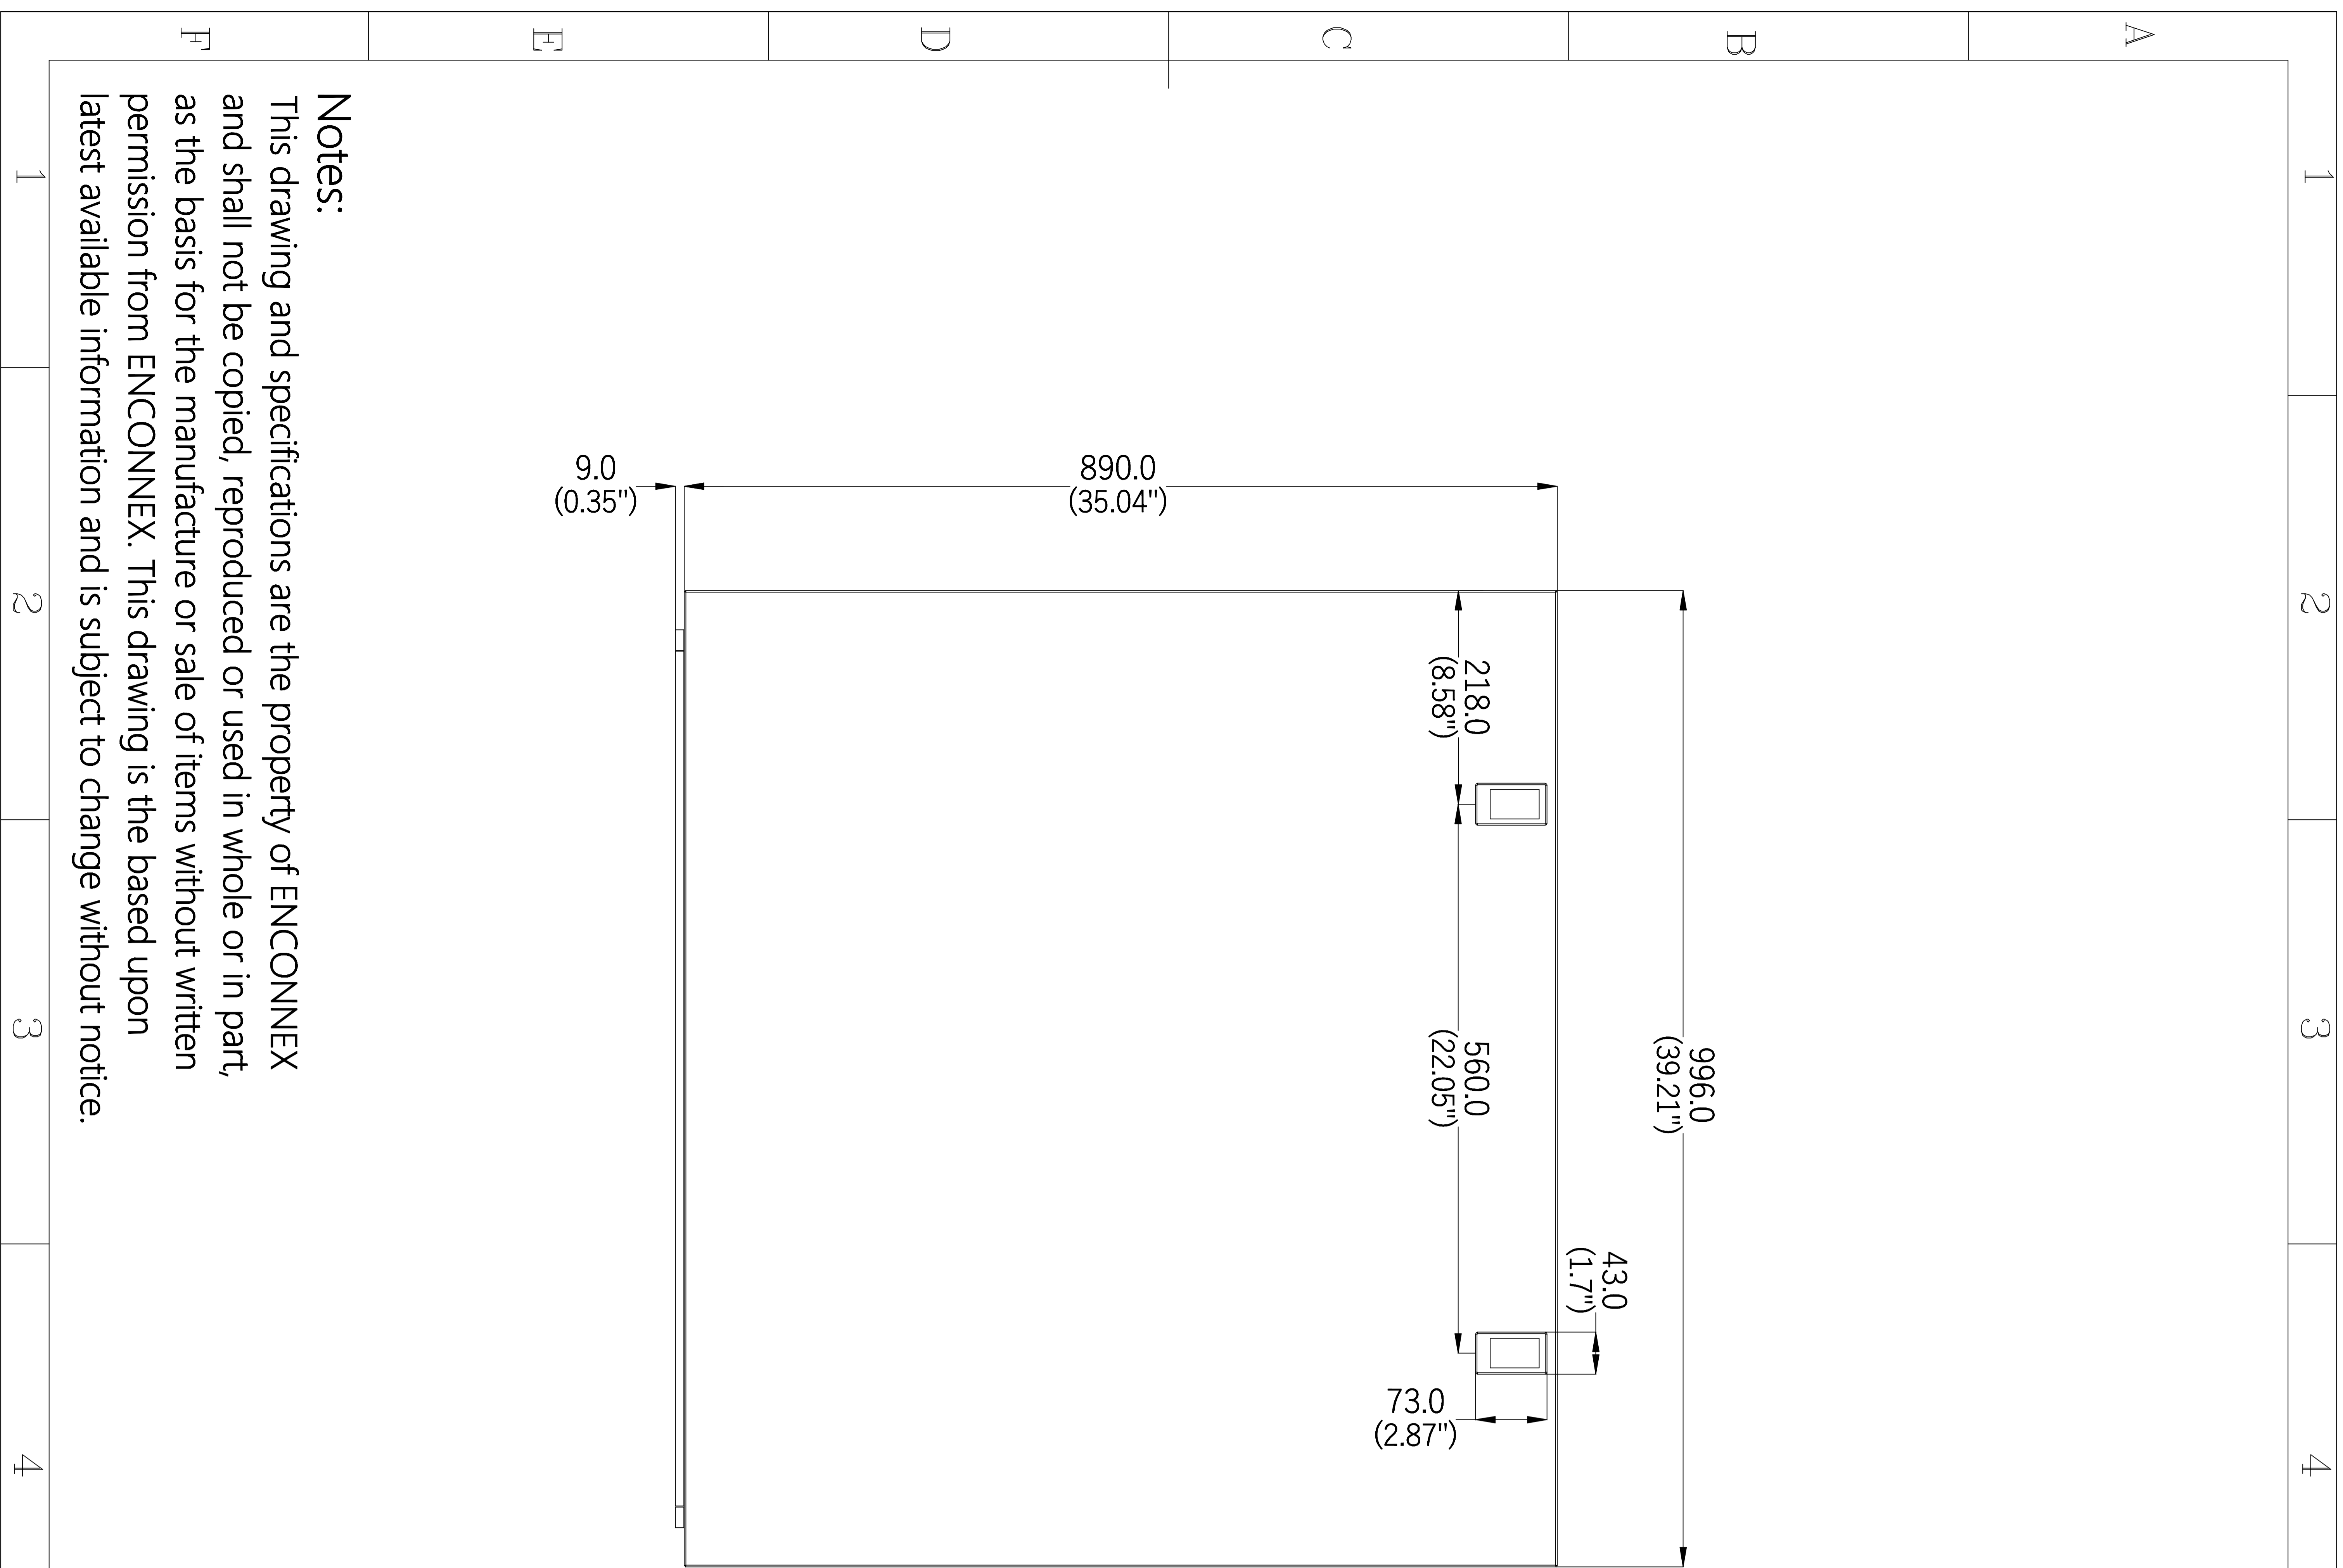 A
B
C
D
E
F
1
2
3
4
1
2
3
4
996.0
(39.21")
43.0
(1.7")
218.0
(8.58")
560.0
(22.05")
73.0
(2.87")
890.0
(35.04")
9.0
(0.35")
Notes:
This drawing and specifications are the property of ENCONNEX
and shall not be copied, reproduced or used in whole or in part,
as the basis for the manufacture or sale of items without written
permission from ENCONNEX. This drawing is the based upon
latest available information and is subject to change without notice.